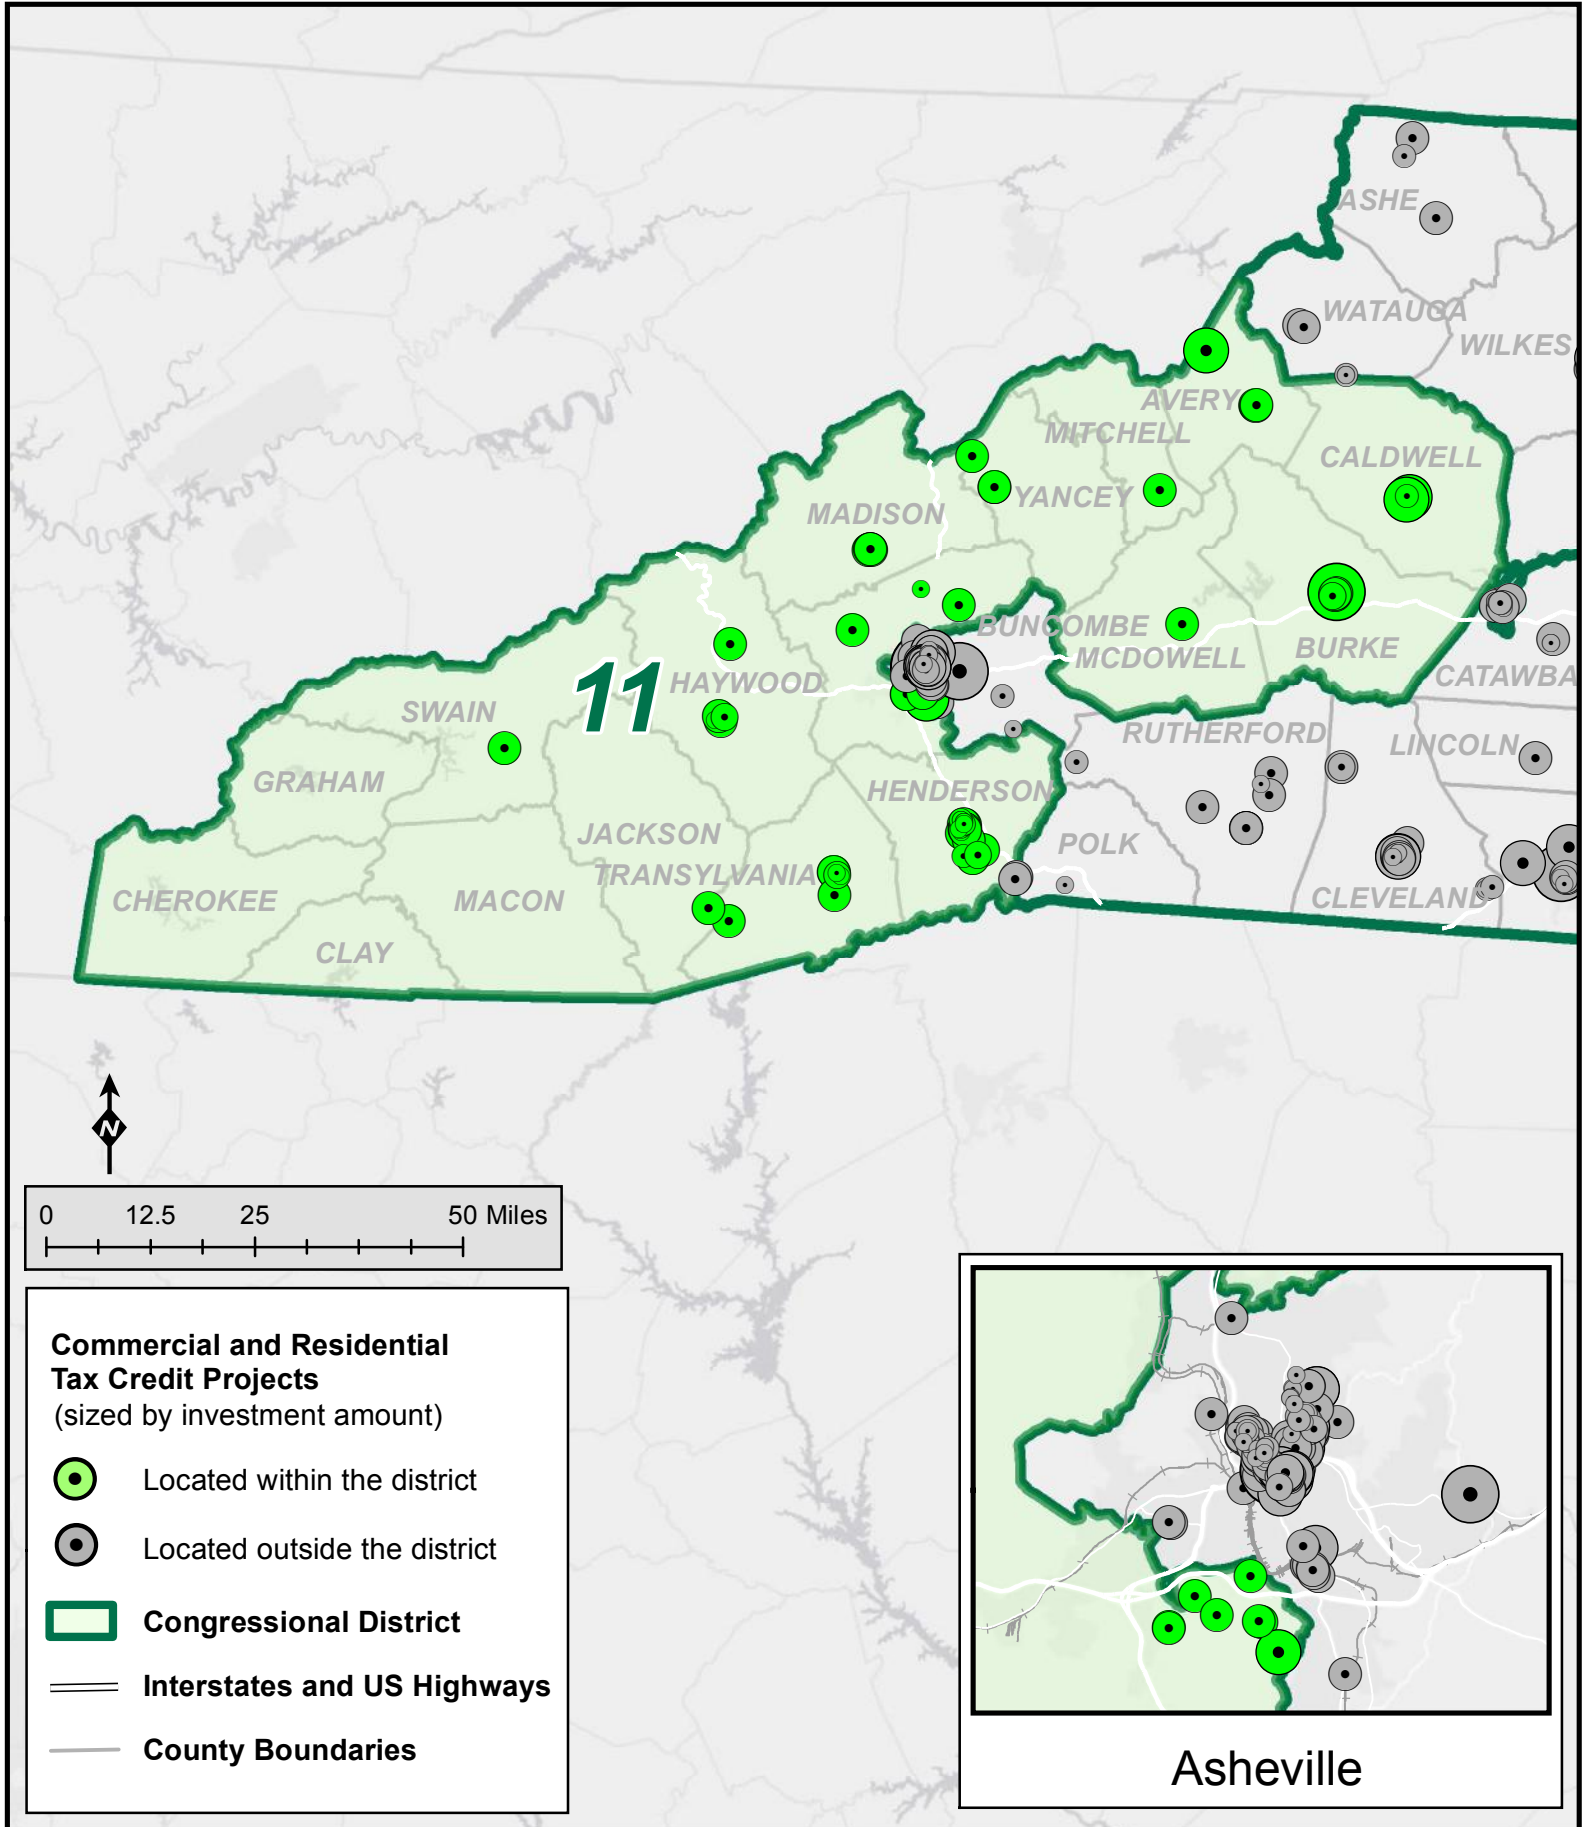 ASHE
WATAUGA
WILKES
AVERY
MITCHELL
CALDWELL
YANCEY
MADISON
BUNCOMBE
MCDOWELL
BURKE
CATAWBA
11
HAYWOOD
SWAIN
RUTHERFORD
LINCOLN
GRAHAM
HENDERSON
JACKSON
POLK
TRANSYLVANIA
CHEROKEE
MACON
CLEVELAND
CLAY
N
0 12.5 25 50 Miles
Commercial and Residential
Tax Credit Projects
(sized by investment amount)
Located within the district
Located outside the district
Congressional District
Interstates and US Highways
County Boundaries
Asheville